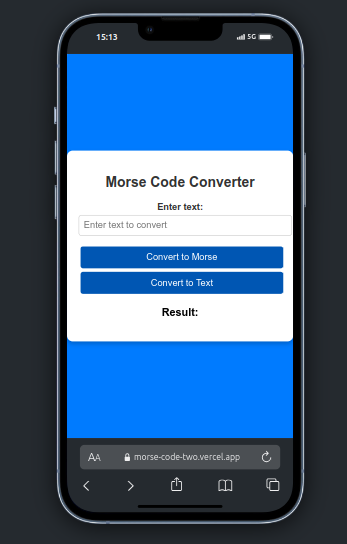 15:13 5G
Morse Code Converter
Enter text:
Enter text to convert
Convert to Morse
Convert to Text
Result:
AA morse-code-two.vercel.app